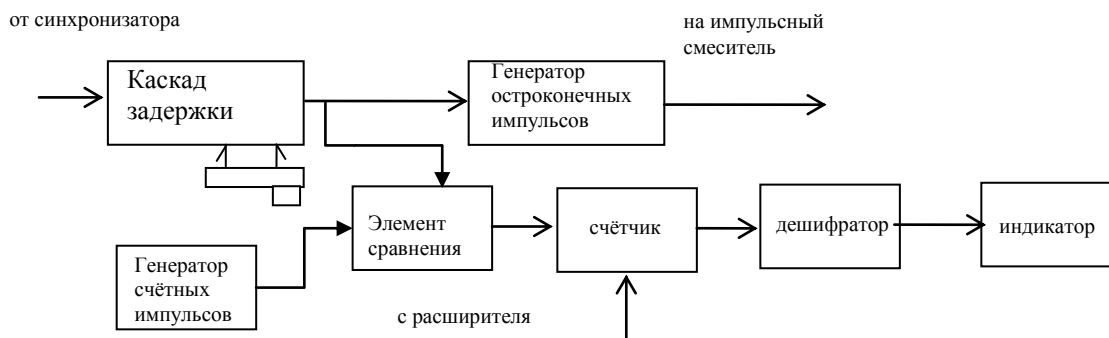 от синхронизатора
на импульсный
смеситель
Каскад
задержки
Генератор
остроконечных
импульсов
Элемент
сравнения
счётчик
дешифратор
индикатор
Генератор
счётных
импульсов
с расширителя